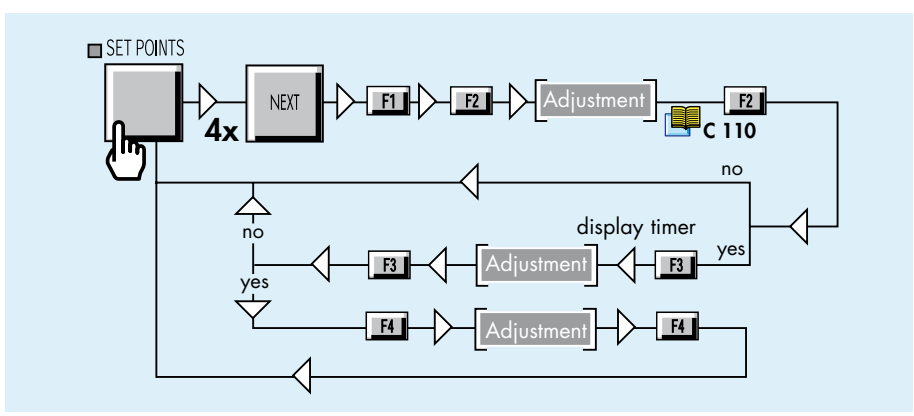 SET POINTS
4x NEXT F1 F2 Adjustment F2
C 110
no
display timer
no F3 Adjustment F3 yes
yes
F4 Adjustment F4